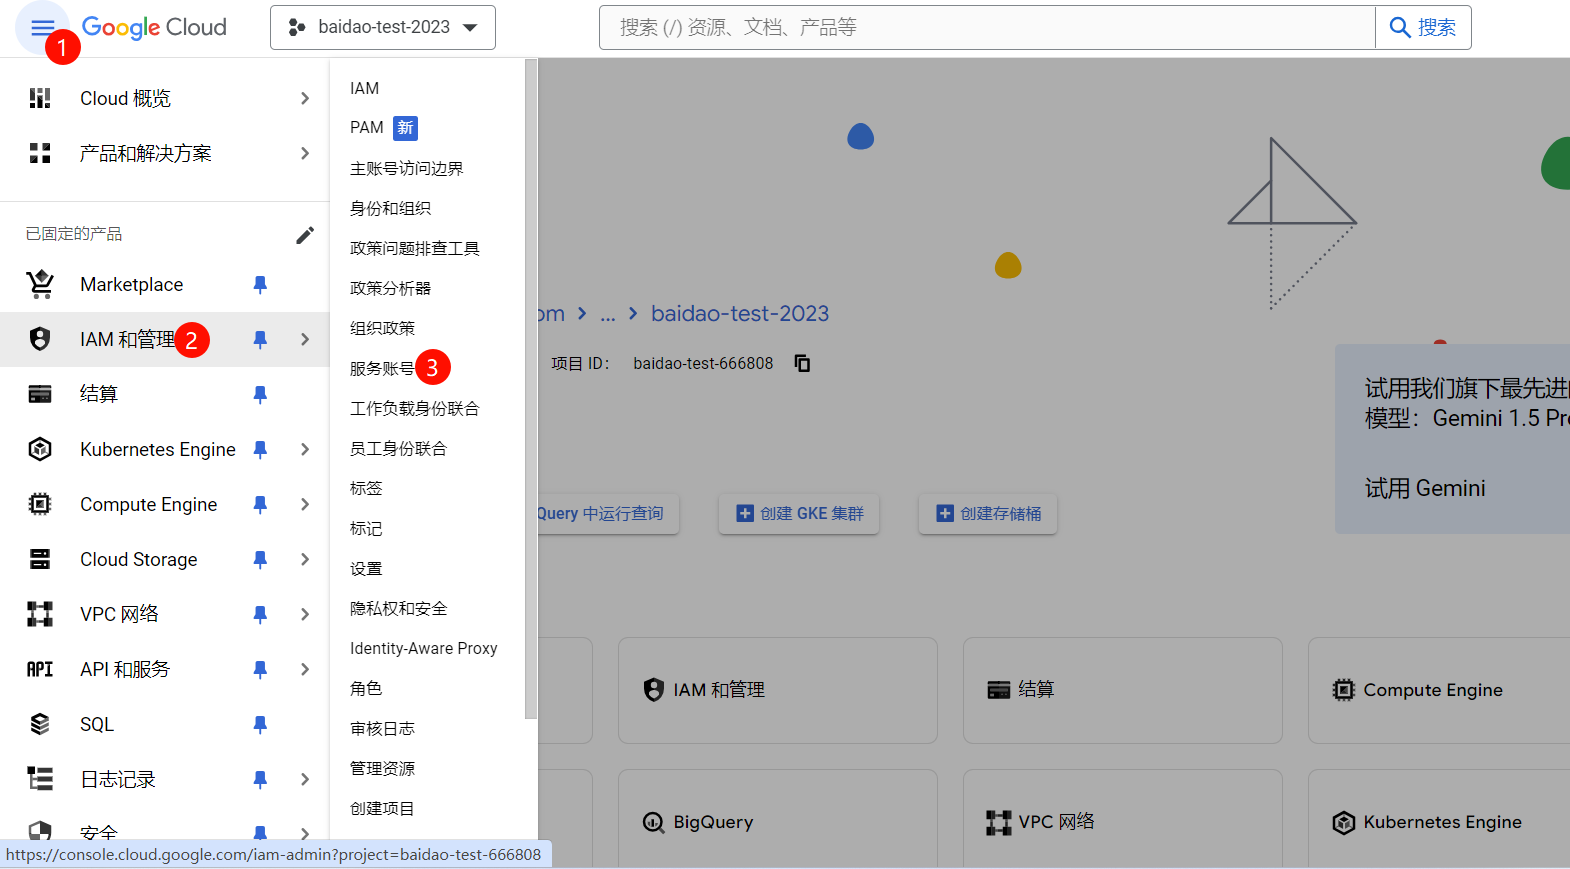 Google Cloud
baidao-test-2023
搜索 (/) 资源、文档、产品等
搜索
1
Cloud 概览
产品和解决方案
已固定的产品
Marketplace
IAM 和管理
2
结算
Kubernetes Engine
Compute Engine
Cloud Storage
VPC 网络
API
API 和服务
SQL
日志记录
安全
IAM
PAM 新
主账号访问边界
身份和组织
政策问题排查工具
政策分析器
组织政策
服务账号
3
工作负载身份联合
员工身份联合
标签
标记
设置
隐私权和安全
Identity-Aware Proxy
角色
审核日志
管理资源
创建项目
om › ... › baidao-test-2023
项目 ID： baidao-test-666808
试用我们旗下最先进的
模型：Gemini 1.5 Pro
试用 Gemini
Query 中运行查询
创建 GKE 集群
创建存储桶
IAM 和管理
结算
Compute Engine
BigQuery
VPC 网络
Kubernetes Engine
https://console.cloud.google.com/iam-admin?project=baidao-test-666808